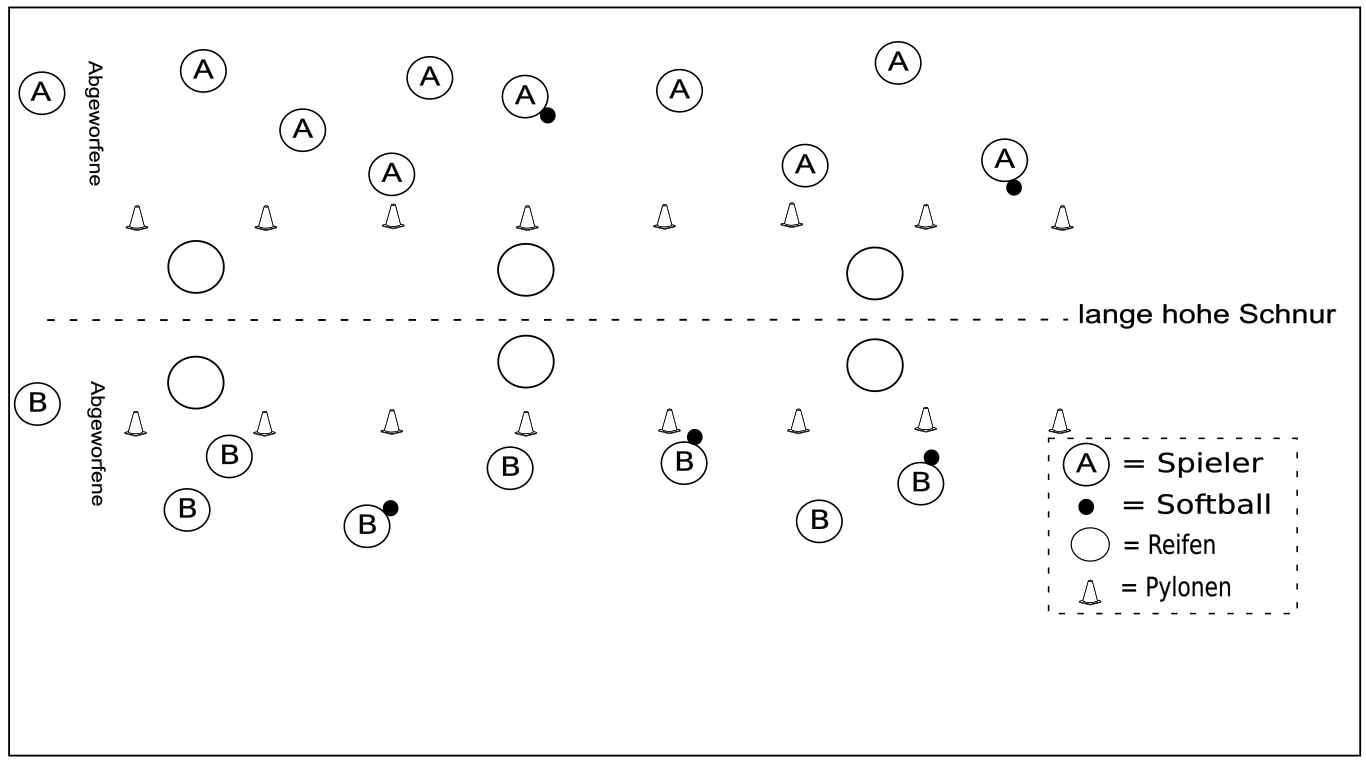 A
Abgeworfene
A
A
A
A
A
A
A
A
A
lange hohe Schnur
B
Abgeworfene
B
B
B
B
B
B
B
A = Spieler
= Softball
= Reifen
= Pylonen